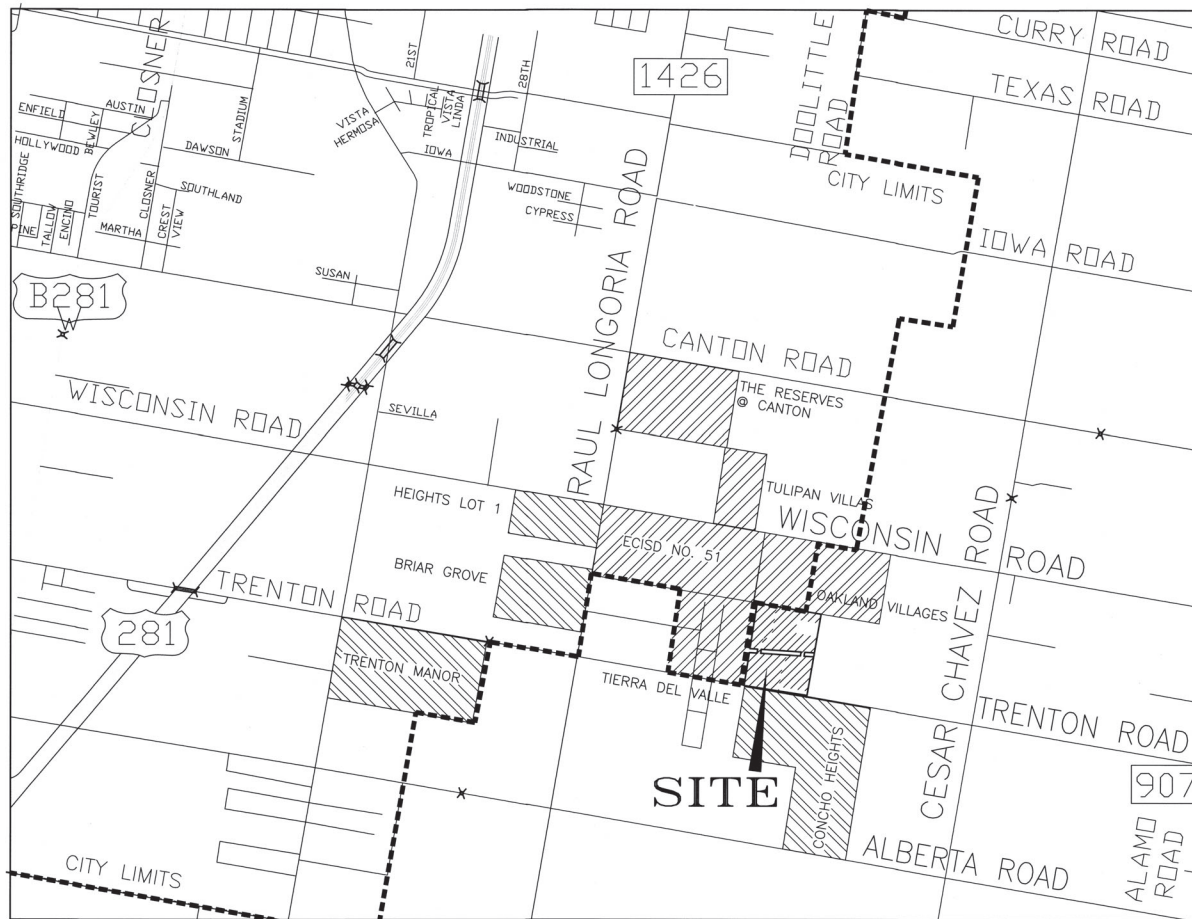 CURRY ROAD
TEXAS ROAD
DOOLITTLE
ROAD
1426
CLOSNER
21ST
28TH
STADIUM
AUSTIN
ENFIELD
BEWLEY
HOLLYWOOD
DAWSON
VISTA
HERMOSA
TROPICAL
VISTA
LINDA
INDUSTRIAL
IOWA
CITY LIMITS
SOUTHRIDGE
PINE
TALLOW
ENCINO
TOURIST
MARTHA
CLOSNER
CREST
VIEW
SOUTHLAND
WOODSTONE
CYPRESS
IOWA ROAD
SUSAN
B281
RAUL LONGORIA ROAD
CANTON ROAD
THE RESERVES
@ CANTON
WISCONSIN ROAD
SEVILLA
HEIGHTS LOT 1
TULIPAN VILLAS
WISCONSIN ROAD
ECISD NO. 51
BRIAR GROVE
OAKLAND VILLAGES
TRENTON ROAD
281
TRENTON MANOR
TIERRA DEL VALLE
CESAR CHAVEZ ROAD
TRENTON ROAD
SITE
CONCHO HEIGHTS
907
ALAMO
ROAD
ALBERTA ROAD
CITY LIMITS